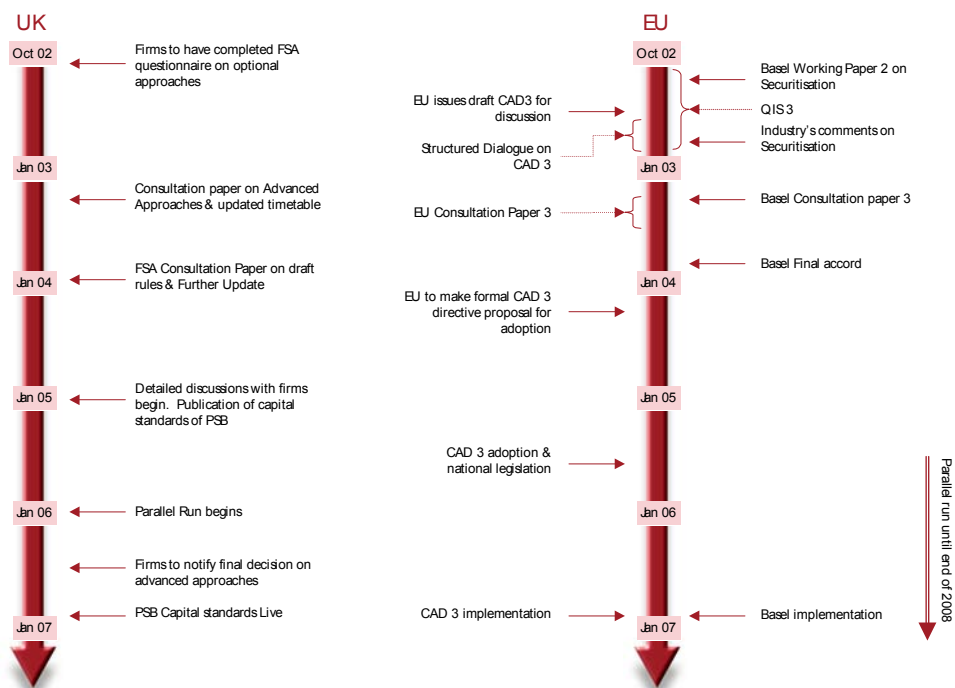 UK
Oct 02
Firms to have completed FSA
questionnaire on optional
approaches
Jan 03
Consultation paper on Advanced
Approaches & updated timetable
Jan 04
FSA Consultation Paper on draft
rules & Further Update
Jan 05
Detailed discussions with firms
begin. Publication of capital
standards of PSB
Jan 06
Parallel Run begins
Firms to notify final decision on
advanced approaches
PSB Capital standards Live
Jan 07
EU
Oct 02
Basel Working Paper 2 on
Securitisation
EU issues draft CAD3 for
discussion
QIS 3
Structured Dialogue on
CAD 3
Industry's comments on
Securitisation
Jan 03
EU Consultation Paper 3
Basel Consultation paper 3
Basel Final accord
Jan 04
EU to make formal CAD 3
directive proposal for
adoption
Jan 05
CAD 3 adoption &
national legislation
Jan 06
CAD 3 implementation
Basel implementation
Jan 07
Parallel run until end of 2008